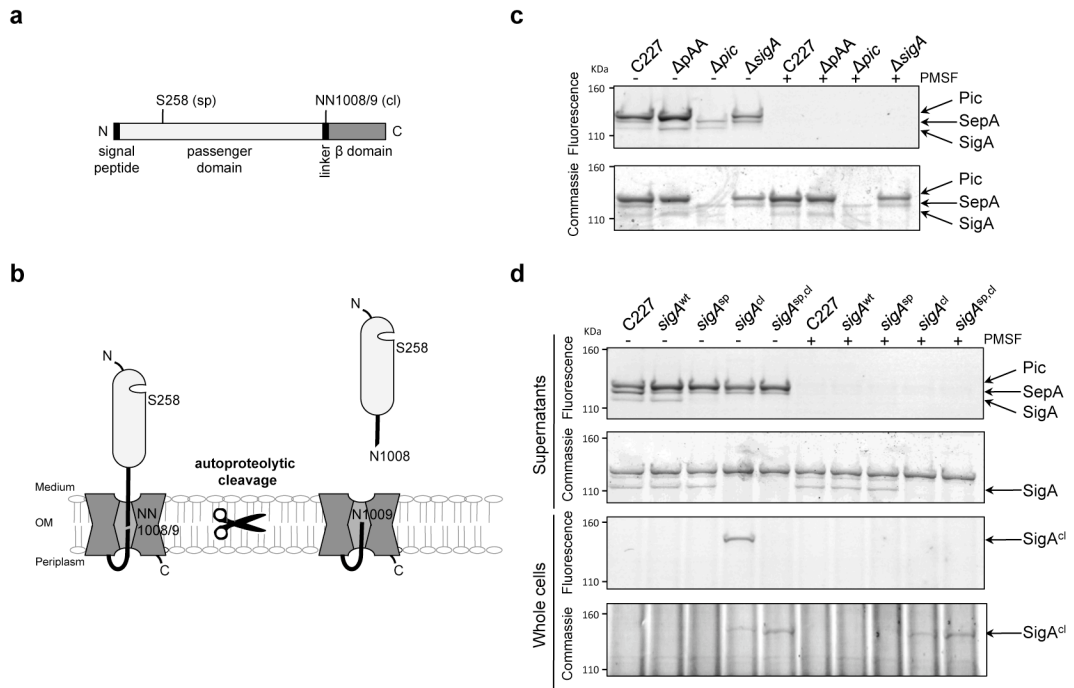 a
S258 (sp)
NN1008/9 (cl)
N
C
signal
peptide
passenger
domain
linker
β domain
b
N
S258
N
S258
N1008
autoproteolytic
cleavage
Medium
OM
Periplasm
NN
1008/9
N1009
C
C
c
C227 ΔpAA Δpic ΔsigA C227 ΔpAA Δpic ΔsigA
KDa
- - - - + + + + PMSF
160
110
Fluorescence
Pic
SepA
SigA
160
110
Commassie
Pic
SepA
SigA
d
C227 sigAwt sigAsp sigAcl sigAsp,cl C227 sigAwt sigAsp sigAcl sigAsp,cl
KDa
- - - - - + + + + + PMSF
Supernatants
160
110
Fluorescence
Pic
SepA
SigA
160
110
Commassie
SigA
Whole cells
160
110
Fluorescence
SigAcl
160
110
Commassie
SigAcl